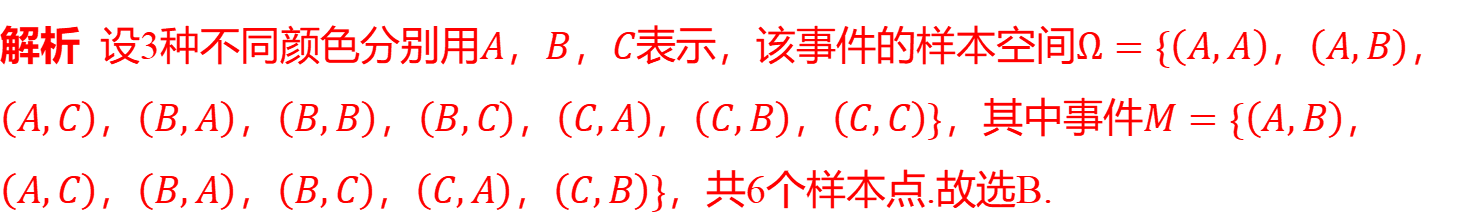 解析 设3种不同颜色分别用A，B，C表示，该事件的样本空间Ω = {(A, A)，(A, B)，
(A, C)，(B, A)，(B, B)，(B, C)，(C, A)，(C, B)，(C, C)}，其中事件M = {(A, B)，
(A, C)，(B, A)，(B, C)，(C, A)，(C, B)}，共6个样本点.故选B.